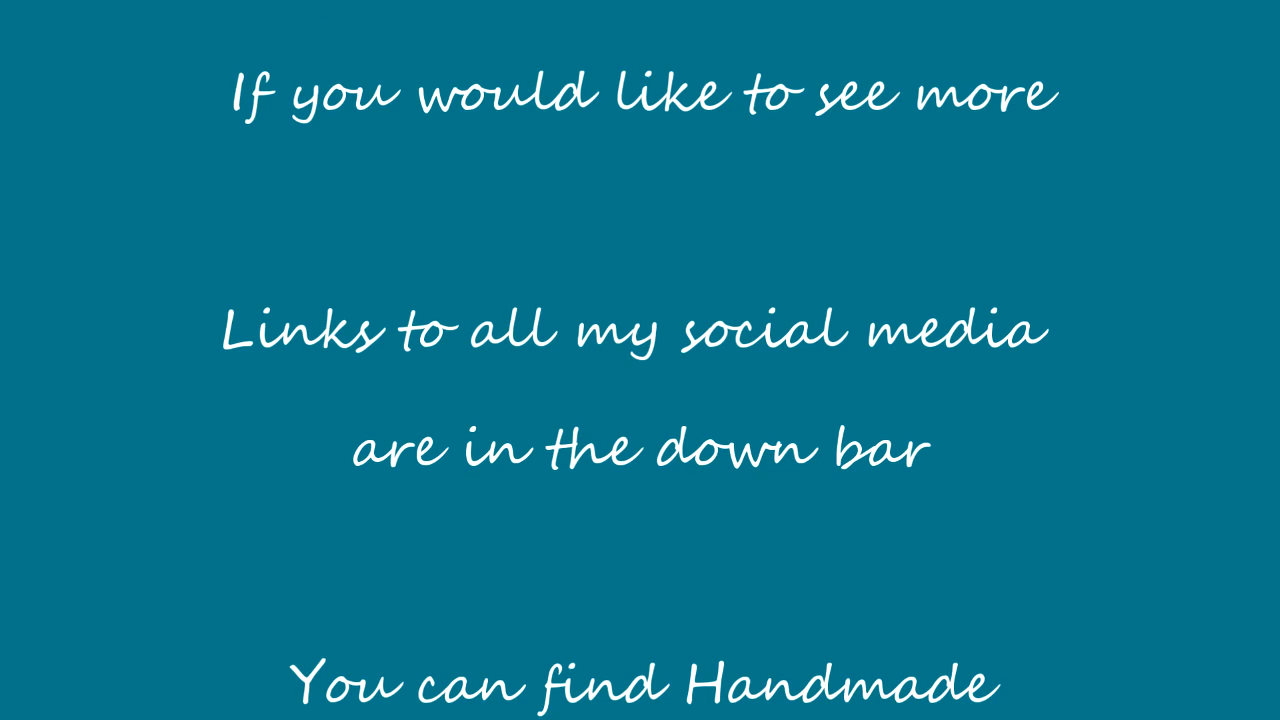 If you would like to see more
Links to all my social media
are in the down bar
You can find Handmade